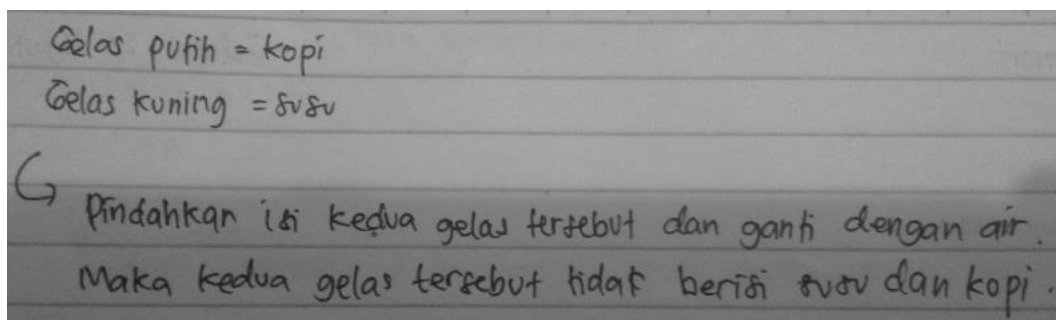 Gelas putih = kopi
Gelas kuning = susu
Pindahkan isi kedua gelas tersebut dan ganti dengan air.
Maka kedua gelas tersebut tidak berisi susu dan kopi.